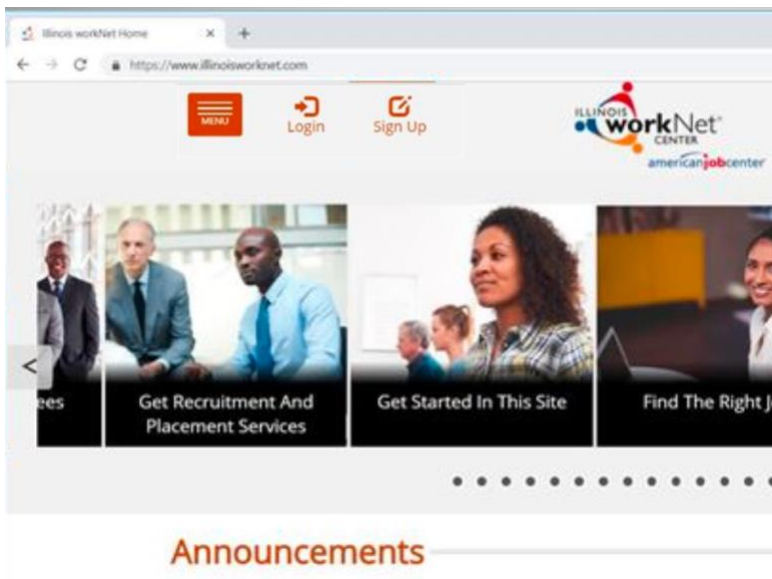 Illinois workNet Home
https://www.illinoisworknet.com
MENU
Login
Sign Up
ILLINOIS
workNet®
CENTER
americanjobcenter
ees
Get Recruitment And
Placement Services
Get Started In This Site
Find The Right J
Announcements